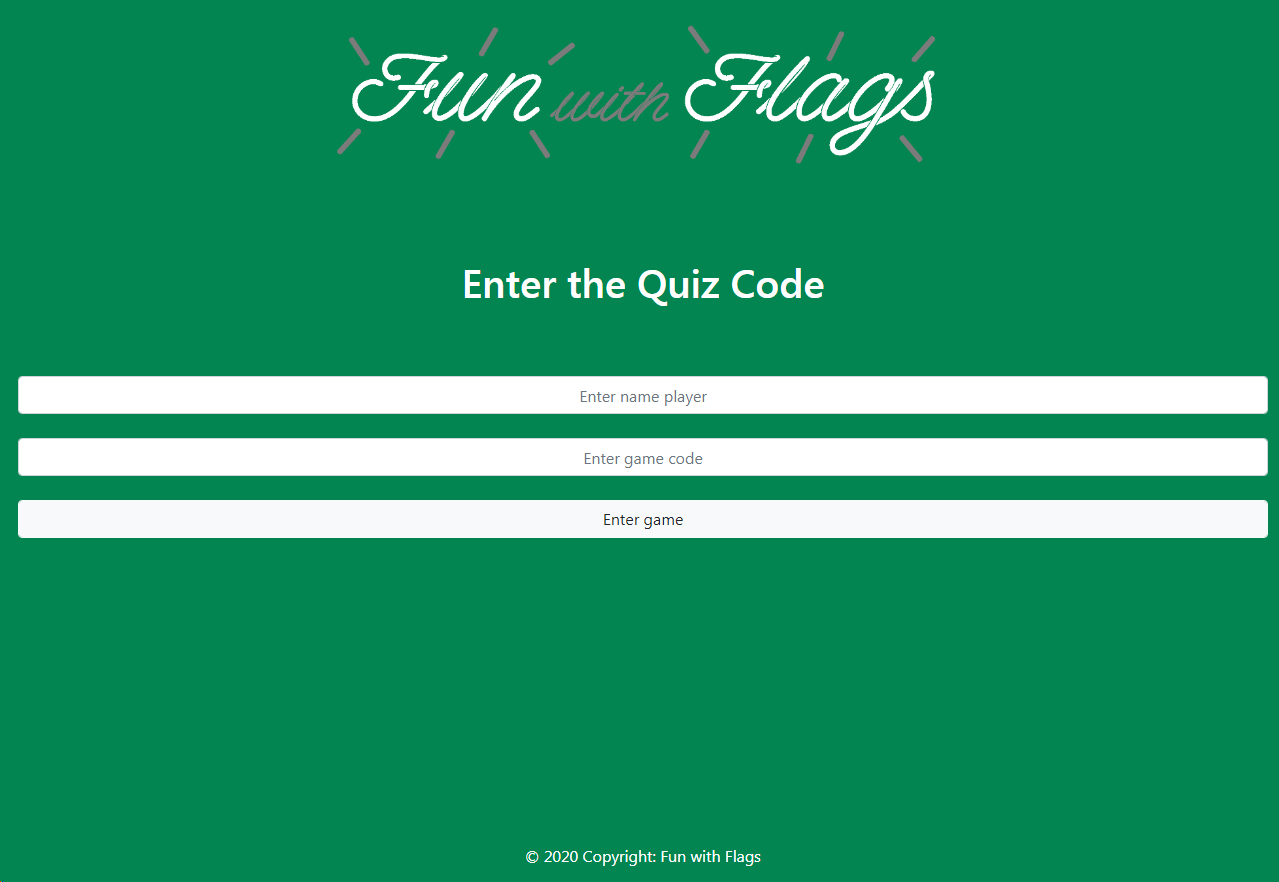 Fun with Flags
Enter the Quiz Code
Enter name player
Enter game code
Enter game
© 2020 Copyright: Fun with Flags